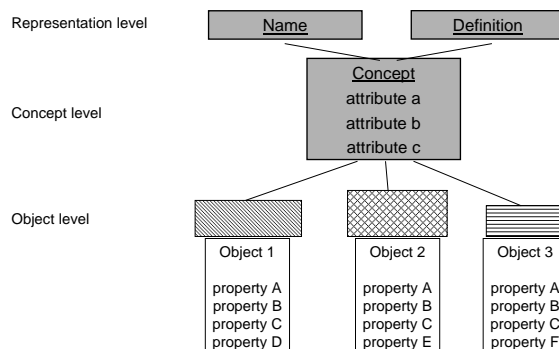 Representation level
Name
Definition
Concept level
Concept
attribute a
attribute b
attribute c
Object level
Object 1
property A
property B
property C
property D
Object 2
property A
property B
property C
property E
Object 3
property A
property B
property C
property F